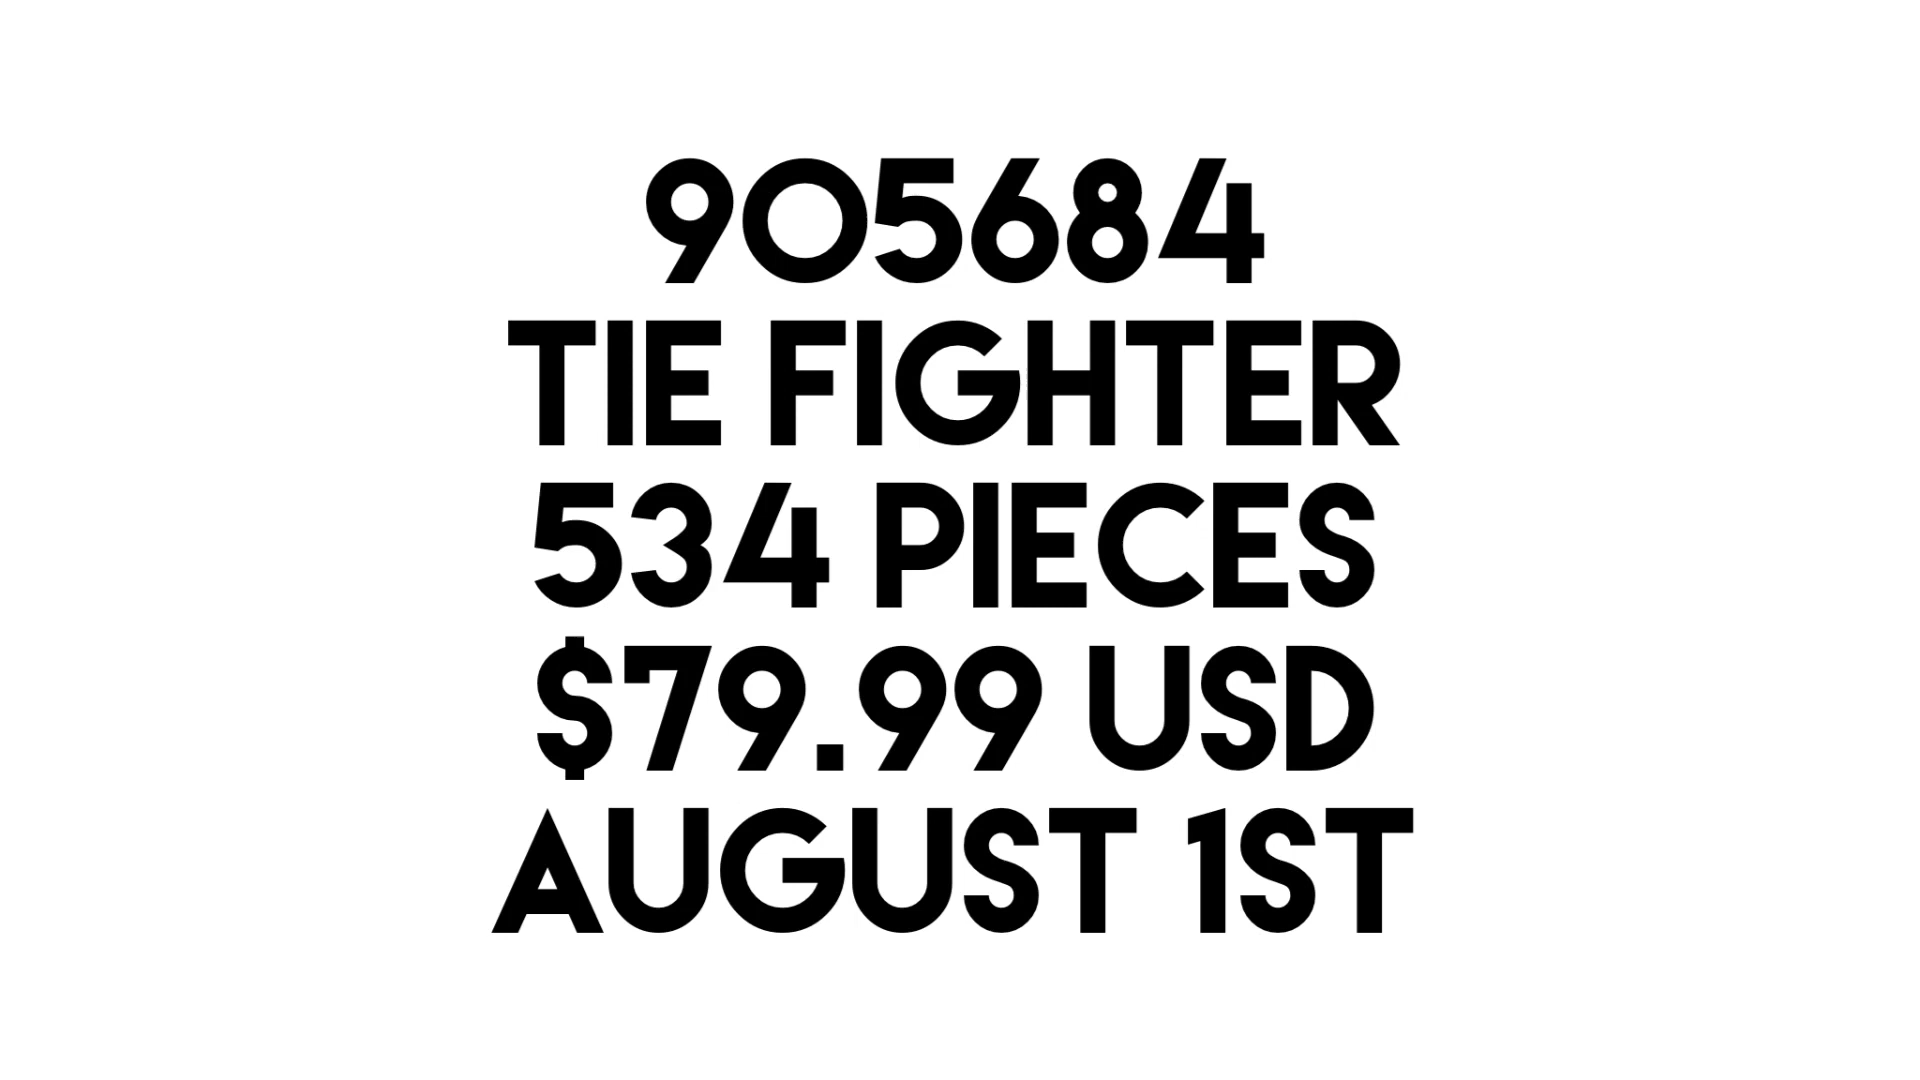 905684
TIE FIGHTER
534 PIECES
$79.99 USD
AUGUST 1ST